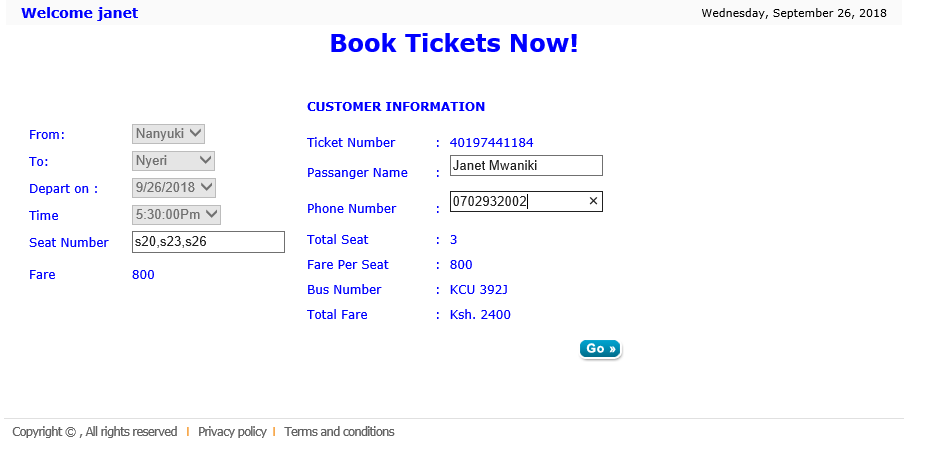 Welcome janet
Wednesday, September 26, 2018
Book Tickets Now!
From: Nanyuki
To: Nyeri
Depart on : 9/26/2018
Time 5:30:00Pm
Seat Number s20,s23,s26
Fare 800
CUSTOMER INFORMATION
Ticket Number : 40197441184
Passanger Name : Janet Mwaniki
Phone Number : 0702932002
Total Seat : 3
Fare Per Seat : 800
Bus Number : KCU 392J
Total Fare : Ksh. 2400
Go »
Copyright © , All rights reserved | Privacy policy | Terms and conditions